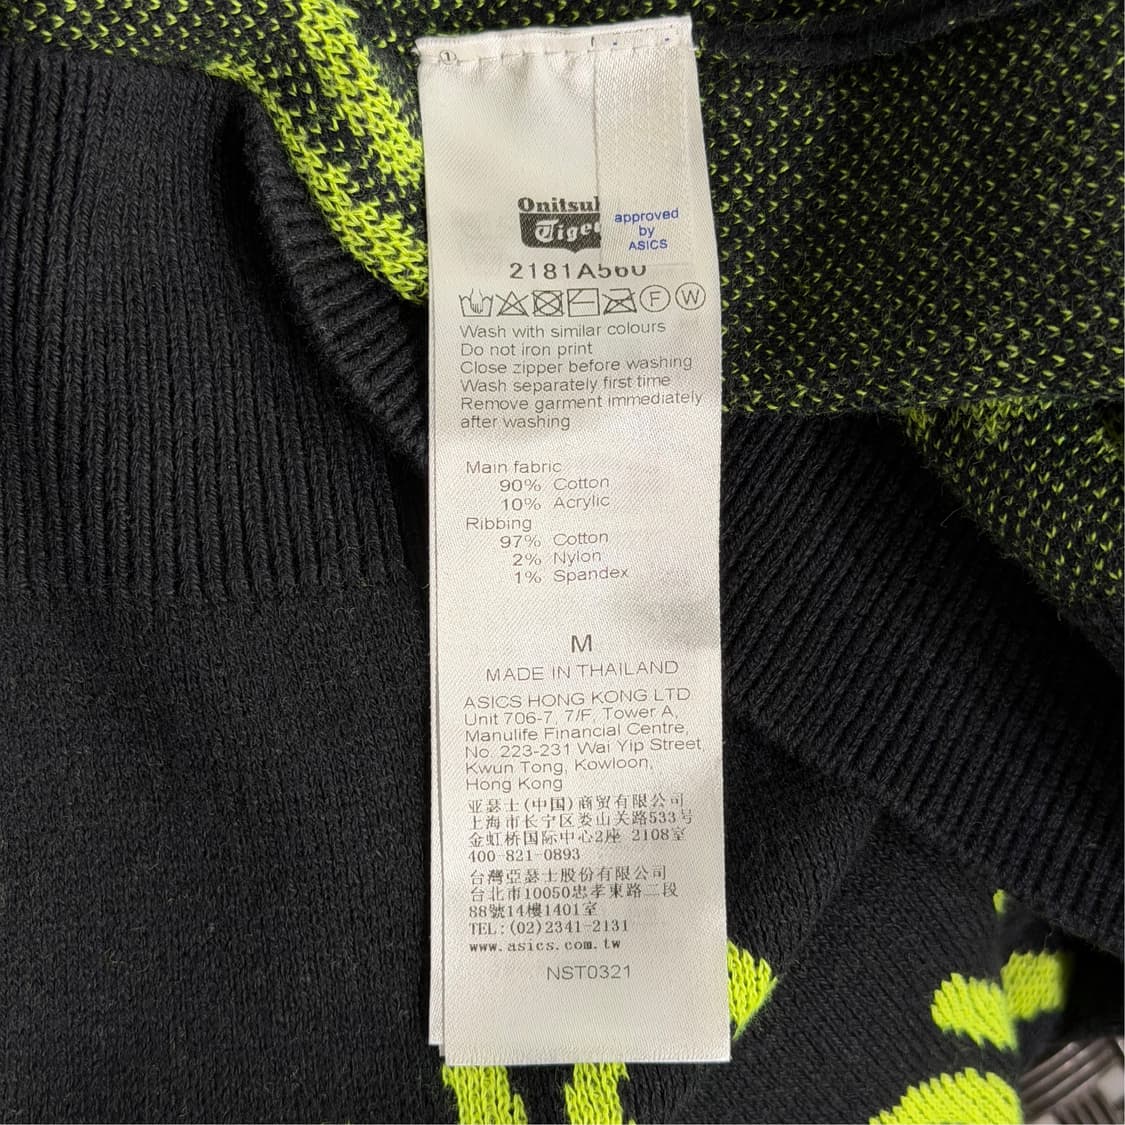 Onitsu
Tige
approved
by
ASICS
2181A560
F
W
Wash with similar colours
Do not iron print
Close zipper before washing
Wash separately first time
Remove garment immediately
after washing
Main fabric
90% Cotton
10% Acrylic
Ribbing
97% Cotton
2% Nylon
1% Spandex
M
MADE IN THAILAND
ASICS HONG KONG LTD
Unit 706-7, 7/F, Tower A,
Manulife Financial Centre,
No. 223-231 Wai Yip Street,
Kwun Tong, Kowloon,
Hong Kong
亚瑟士(中国)商贸有限公司
上海市长宁区娄山关路533号
金虹桥国际中心2座 2108室
400-821-0893
台灣亞瑟士股份有限公司
台北市10050忠孝東路二段
88號14樓1401室
TEL:(02)2341-2131
www.asics.com.tw
NST0321